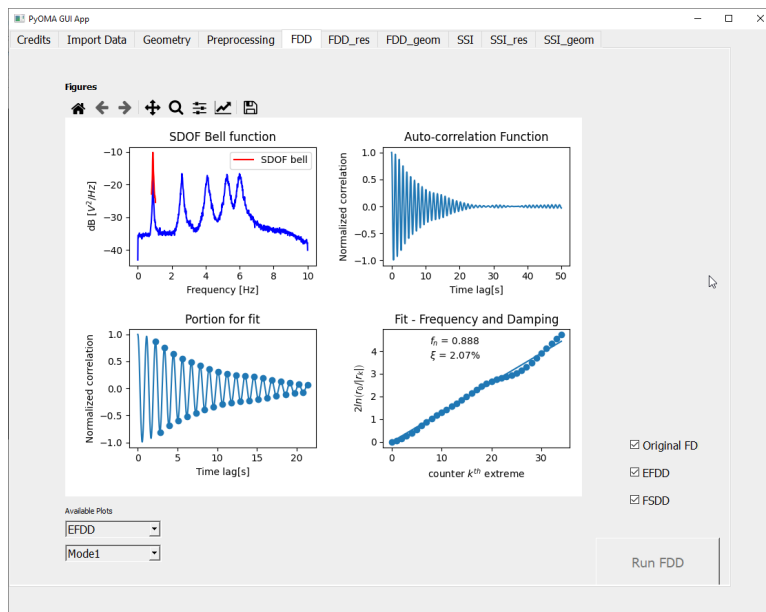 PyOMA GUI App
Credits Import Data Geometry Preprocessing FDD FDD_res FDD_geom SSI SSI_res SSI_geom
Figures
SDOF Bell function
SDOF bell
dB [V²/Hz]
−10
−20
−30
−40
0 2 4 6 8 10
Frequency [Hz]
Auto-correlation Function
Normalized correlation
1.0
0.5
0.0
−0.5
−1.0
0 10 20 30 40 50
Time lag[s]
Portion for fit
Normalized correlation
1.0
0.5
0.0
−0.5
−1.0
0 5 10 15 20
Time lag[s]
Fit - Frequency and Damping
fₙ = 0.888
ξ = 2.07%
2ln(r₀/|rₖ|)
4
3
2
1
0
0 10 20 30
counter kᵗʰ extreme
Original FD
EFDD
FSDD
Available Plots
EFDD
Mode1
Run FDD